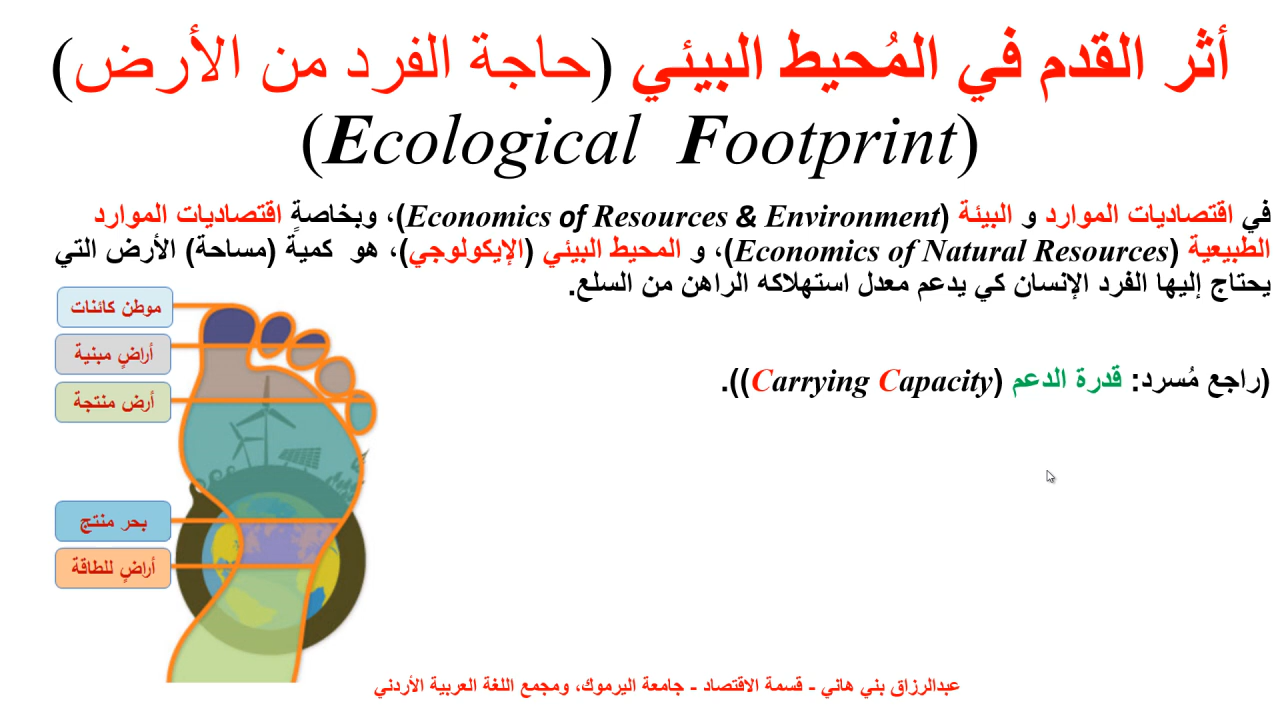 أثر القدم في المُحيط البيئي (حاجة الفرد من الأرض)
(Ecological Footprint)
في اقتصاديات الموارد و البيئة (Economics of Resources & Environment)، وبخاصةٍ اقتصاديات الموارد
الطبيعية (Economics of Natural Resources)، و المحيط البيئي (الإيكولوجي)، هو كمية (مساحة) الأرض التي
يحتاج إليها الفرد الإنسان كي يدعم معدل استهلاكه الراهن من السلع.
(راجع مُسرد: قدرة الدعم (Carrying Capacity)).
موطن كائنات
أراضٍ مبنية
أرض منتجة
بحر منتج
أراضٍ للطاقة
عبدالرزاق بني هاني - قسمة الاقتصاد - جامعة اليرموك، ومجمع اللغة العربية الأردني